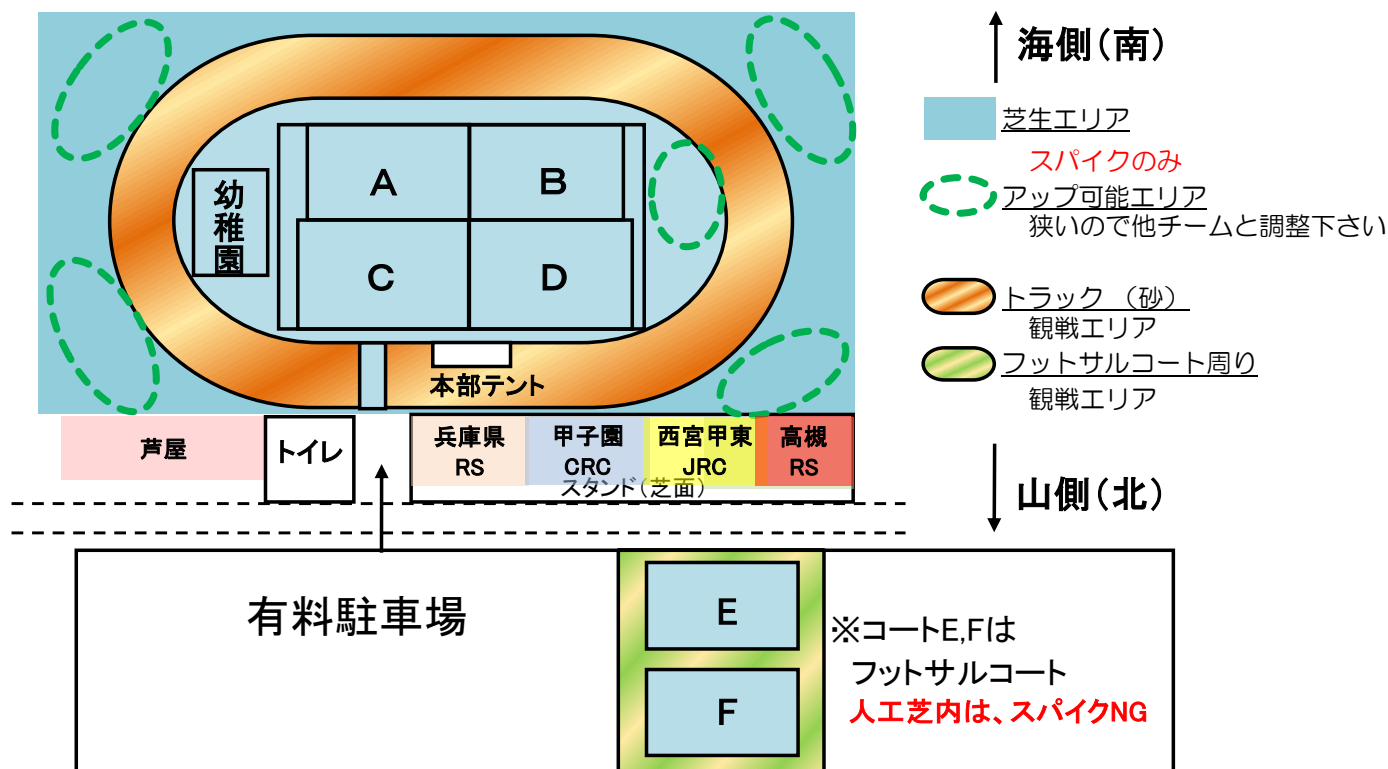 海側(南)
芝生エリア
スパイクのみ
アップ可能エリア
狭いので他チームと調整下さい
トラック (砂)
観戦エリア
フットサルコート周り
観戦エリア
山側(北)
A
B
幼稚園
C
D
本部テント
芦屋
トイレ
兵庫県
RS
甲子園
CRC
西宮甲東
JRC
高槻
RS
スタンド(芝面)
有料駐車場
E
F
※コートE,Fは
フットサルコート
人工芝内は、スパイクNG